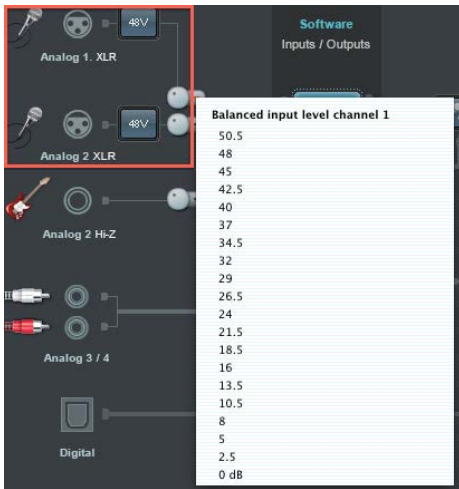 48V
Analog 1. XLR
48V
Analog 2 XLR
Analog 2 Hi-Z
Analog 3 / 4
Digital
Software
Inputs / Outputs
Balanced input level channel 1
50.5
48
45
42.5
40
37
34.5
32
29
26.5
24
21.5
18.5
16
13.5
10.5
8
5
2.5
0 dB